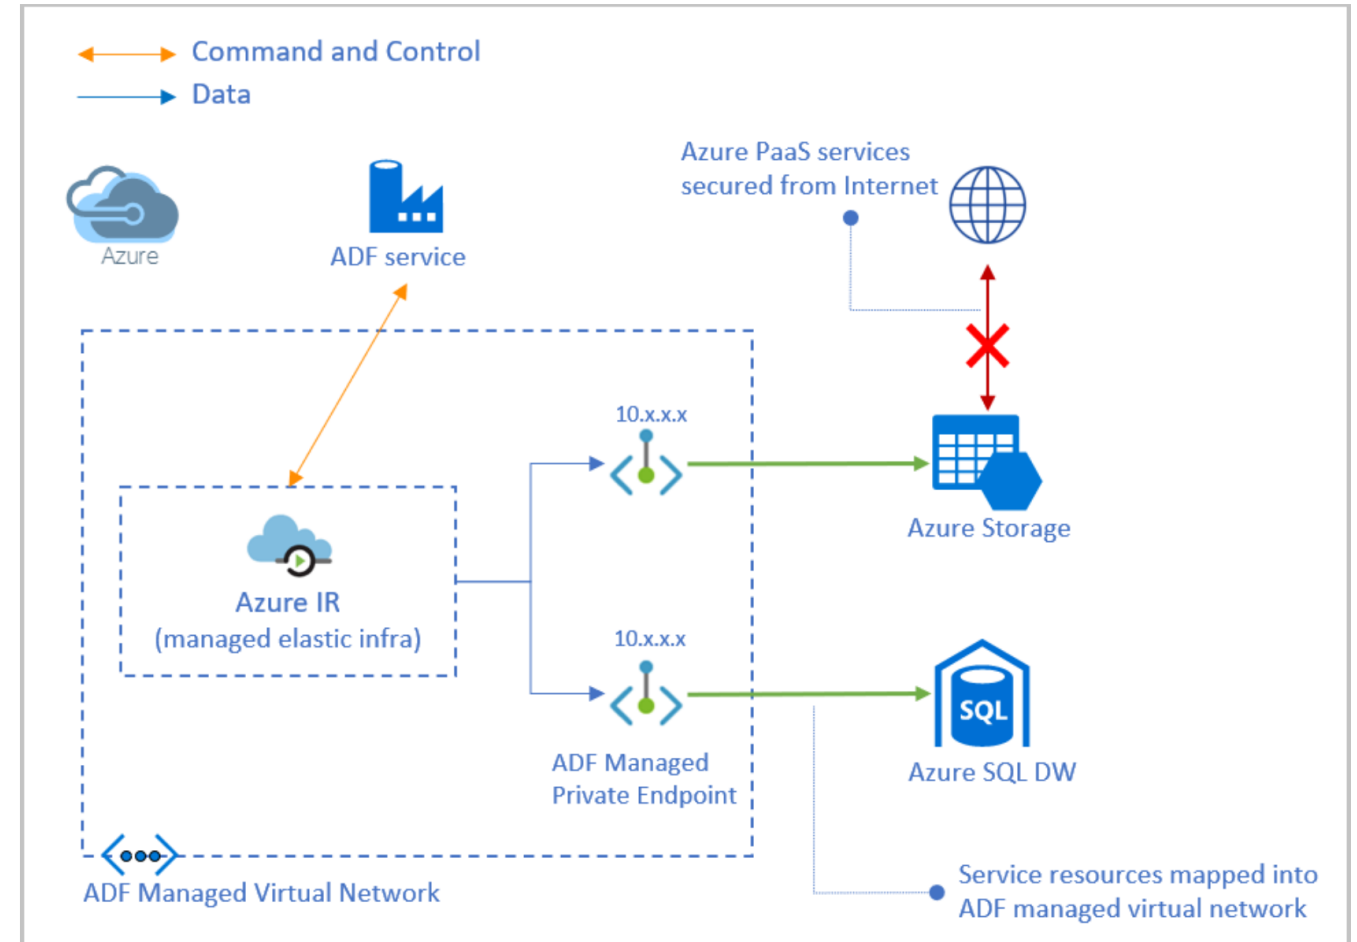 Command and Control
Data
Azure
ADF service
Azure PaaS services
secured from Internet
10.x.x.x
Azure Storage
Azure IR
(managed elastic infra)
10.x.x.x
SQL
ADF Managed
Private Endpoint
Azure SQL DW
ADF Managed Virtual Network
Service resources mapped into
ADF managed virtual network